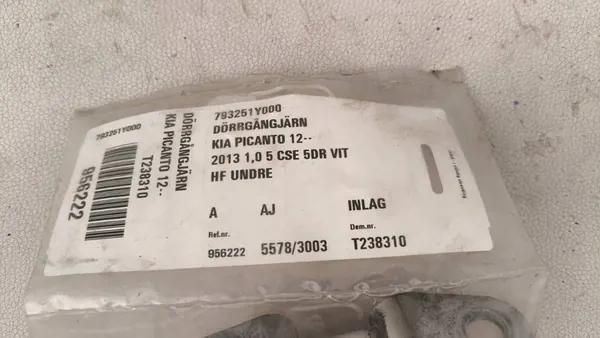 793251Y000
DÖRRGÅNGJÄRN
KIA PICANTO 12--
T238310
956222
793251Y000
DÖRRGÅNGJÄRN
KIA PICANTO 12--
2013 1,0 5 CSE 5DR VIT
HF UNDRE
A AJ INLAG
Ref.nr. Dem.nr.
956222 5578/3003 T238310